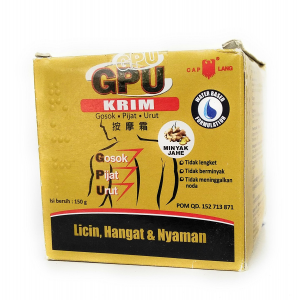 GPU
GPU
CAP LANG
KRIM
Gosok • Pijat • Urut
按摩霜
WATER BASED
FORMULATION
MINYAK
JAHE
Gosok
Pijat
Urut
• Tidak lengket
• Tidak berminyak
• Tidak meninggalkan
noda
Isi bersih : 150 g
POM QD. 152 713 871
Licin, Hangat & Nyaman